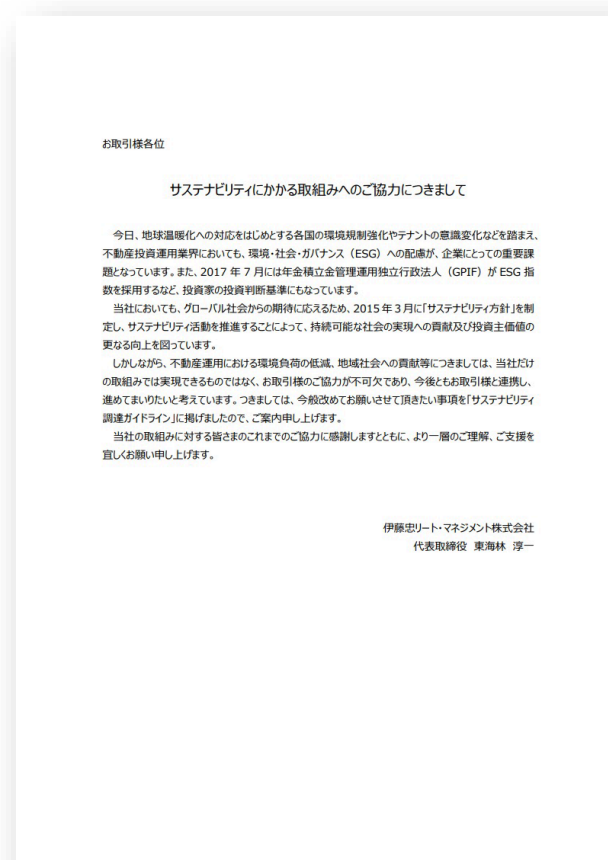 お取引様各位
サステナビリティにかかる取組みへのご協力につきまして
今日、地球温暖化への対応をはじめとする各国の環境規制強化やテナントの意識変化などを踏まえ、
不動産投資運用業界においても、環境・社会・ガバナンス（ESG）への配慮が、企業にとっての重要課
題となっています。また、2017 年 7 月には年金積立金管理運用独立行政法人（GPIF）が ESG 指
数を採用するなど、投資家の投資判断基準にもなっています。
当社においても、グローバル社会からの期待に応えるため、2015 年 3 月に「サステナビリティ方針」を制
定し、サステナビリティ活動を推進することによって、持続可能な社会の実現への貢献及び投資主価値の
更なる向上を図っています。
しかしながら、不動産運用における環境負荷の低減、地域社会への貢献等につきましては、当社だけ
の取組みでは実現できるものではなく、お取引様のご協力が不可欠であり、今後ともお取引様と連携し、
進めてまいりたいと考えています。つきましては、今般改めてお願いさせて頂きたい事項を「サステナビリティ
調達ガイドライン」に掲げましたので、ご案内申し上げます。
当社の取組みに対する皆さまのこれまでのご協力に感謝しますとともに、より一層のご理解、ご支援を
宜しくお願い申し上げます。
伊藤忠リート・マネジメント株式会社
代表取締役 東海林 淳一